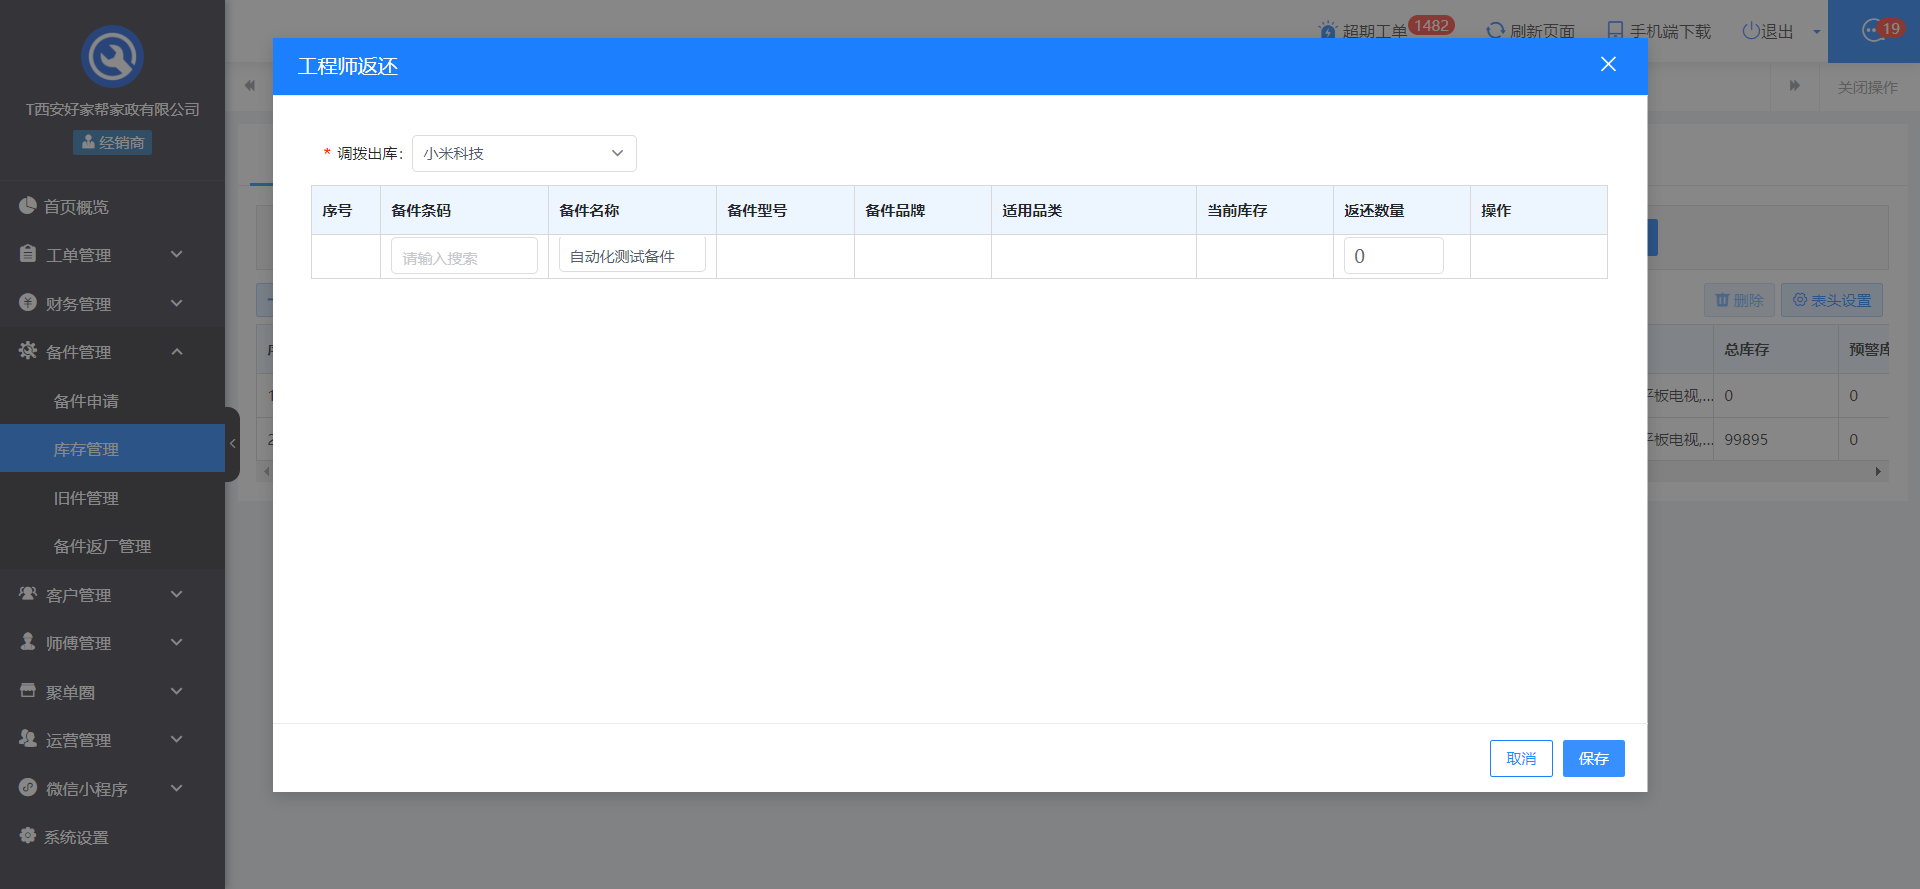 T西安好家帮家政有限公司
经销商
首页概览
工单管理
财务管理
备件管理
备件申请
库存管理
旧件管理
备件返厂管理
客户管理
师傅管理
聚单圈
运营管理
微信小程序
系统设置
超期工单 1482
刷新页面
手机端下载
退出
19
关闭操作
工程师返还
* 调拨出库: 小米科技
序号 备件条码 备件名称 备件型号 备件品牌 适用品类 当前库存 返还数量 操作
请输入搜索 自动化测试备件 0
删除 表头设置
总库存 预警库
1 平板电视,... 0 0
2 平板电视,... 99895 0
取消 保存